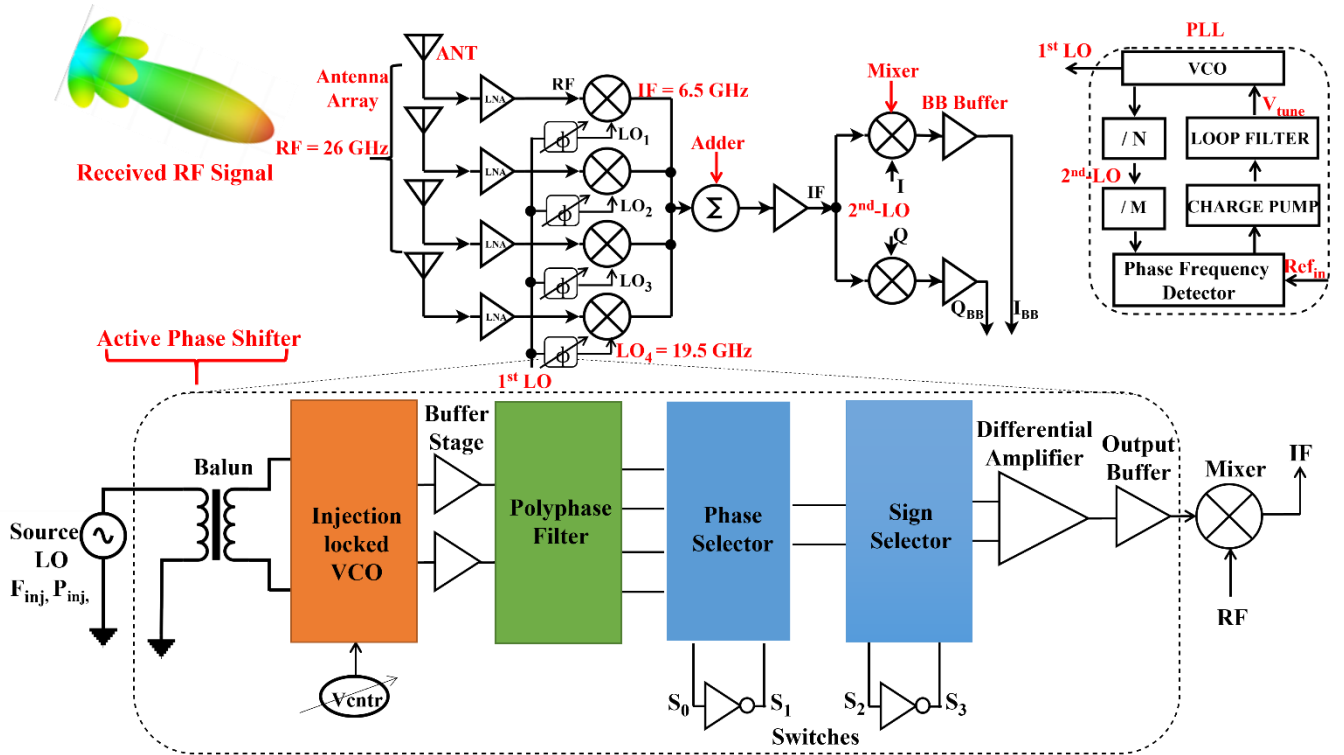 ANT
Antenna
Array
RF = 26 GHz
Received RF Signal
LNA
LNA
LNA
LNA
RF
ϕ
ϕ
ϕ
ϕ
LO1
LO2
LO3
LO4 = 19.5 GHz
1st LO
IF = 6.5 GHz
Adder
Σ
IF
Mixer
BB Buffer
I
2nd-LO
Q
QBB
IBB
PLL
1st LO
VCO
Vtune
/ N
LOOP FILTER
2nd-LO
/ M
CHARGE PUMP
Phase Frequency
Detector
Refin
Active Phase Shifter
Source
LO
Finj, Pinj,
Balun
Injection
locked
VCO
Vcntr
Buffer
Stage
Polyphase
Filter
Phase
Selector
S0
S1
Sign
Selector
S2
S3
Switches
Differential
Amplifier
Output
Buffer
Mixer
IF
RF